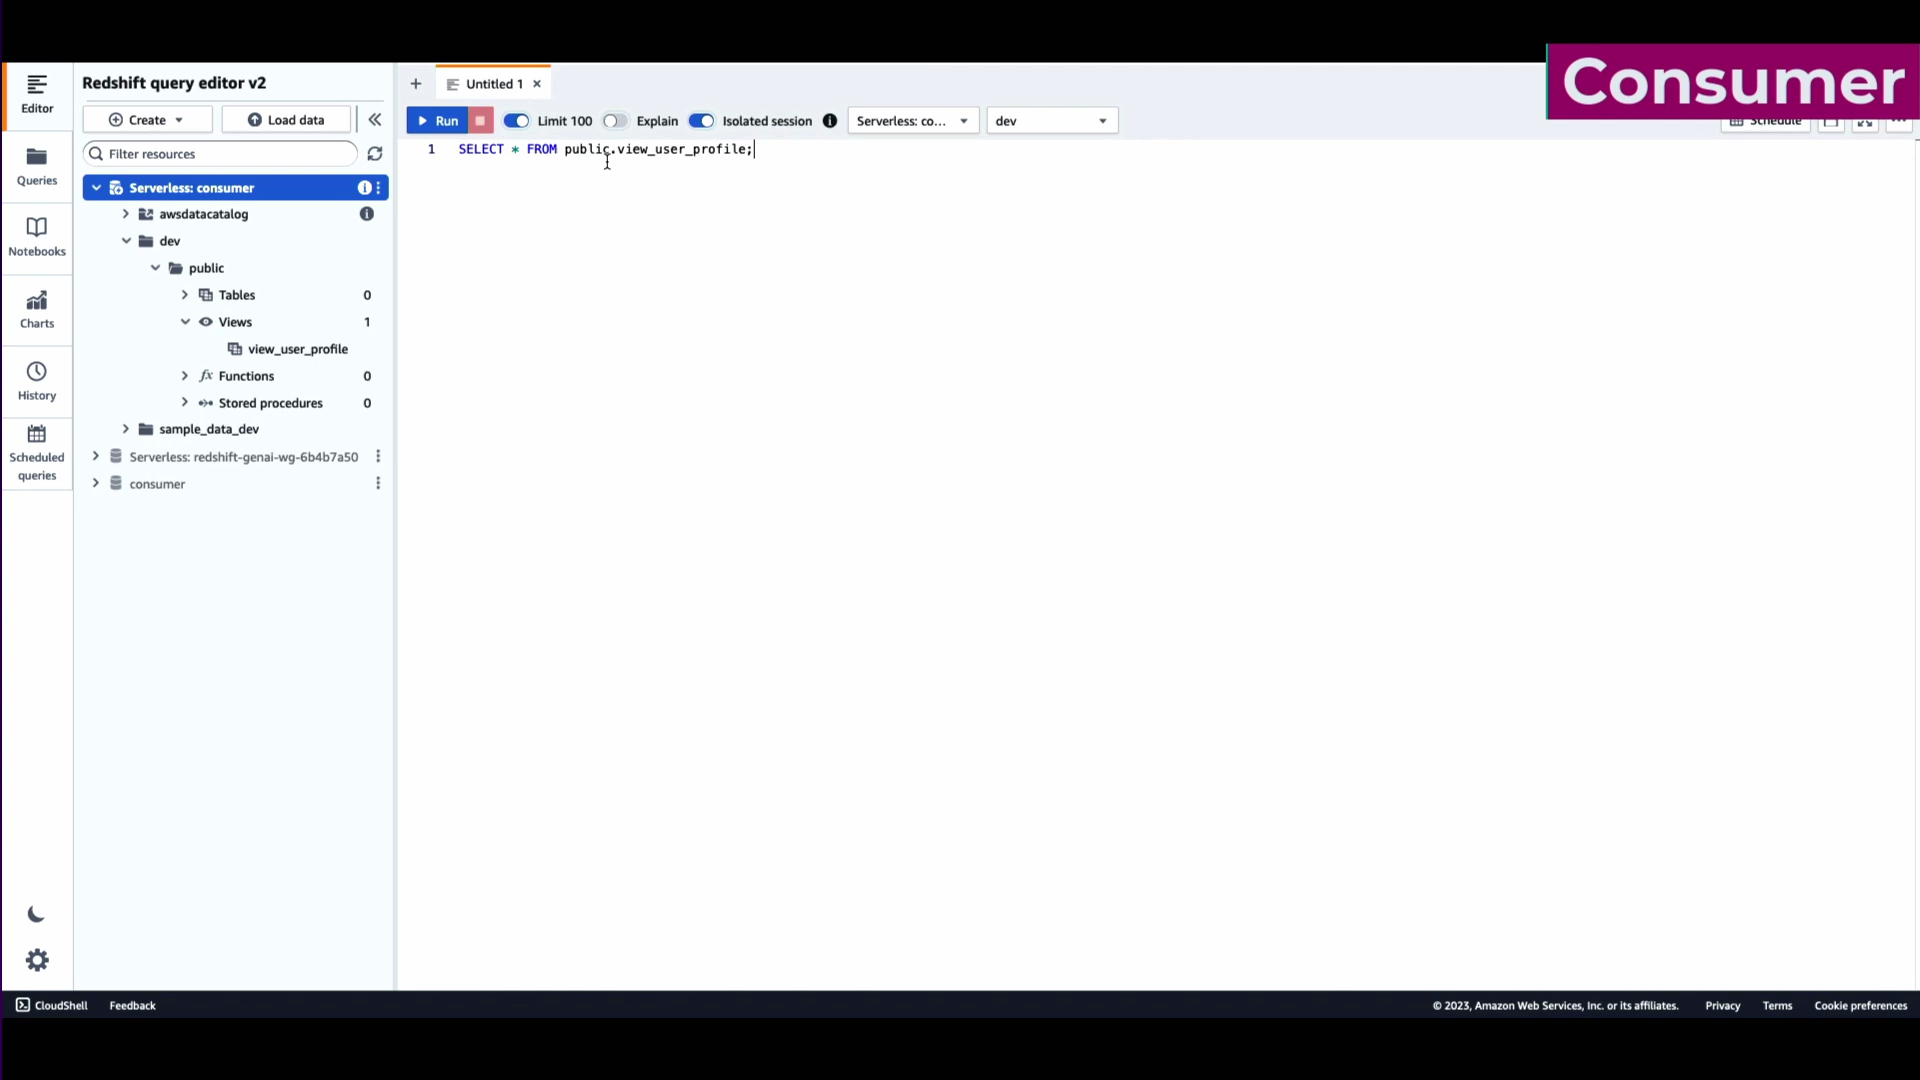 Consumer
Editor
Queries
Notebooks
Charts
History
Scheduled
queries
Redshift query editor v2
Create
Load data
Filter resources
Serverless: consumer
awsdatacatalog
dev
public
Tables 0
Views 1
view_user_profile
fx Functions 0
Stored procedures 0
sample_data_dev
Serverless: redshift-genai-wg-6b4b7a50
consumer
Untitled 1
Run Limit 100 Explain Isolated session Serverless: co... dev Schedule
1 SELECT * FROM public.view_user_profile;
CloudShell Feedback © 2023, Amazon Web Services, Inc. or its affiliates. Privacy Terms Cookie preferences